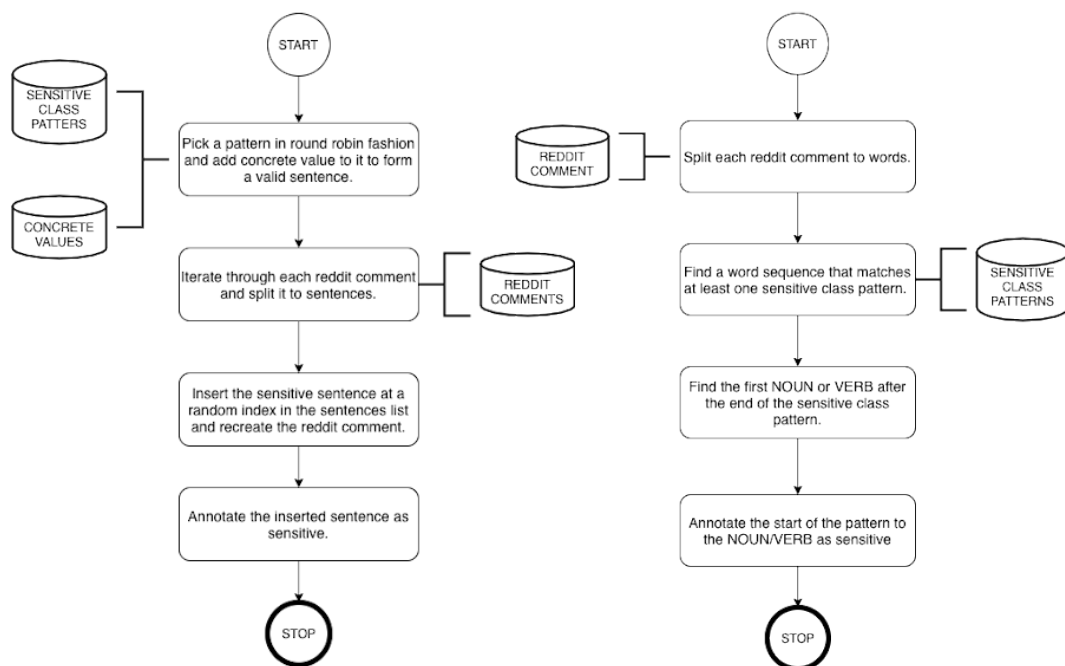 START
SENSITIVE
CLASS
PATTERS
CONCRETE
VALUES
Pick a pattern in round robin fashion
and add concrete value to it to form
a valid sentence.
Iterate through each reddit comment
and split it to sentences.
REDDIT
COMMENTS
Insert the sensitive sentence at a
random index in the sentences list
and recreate the reddit comment.
Annotate the inserted sentence as
sensitive.
STOP
START
REDDIT
COMMENT
Split each reddit comment to words.
Find a word sequence that matches
at least one sensitive class pattern.
SENSITIVE
CLASS
PATTERNS
Find the first NOUN or VERB after
the end of the sensitive class
pattern.
Annotate the start of the pattern to
the NOUN/VERB as sensitive
STOP